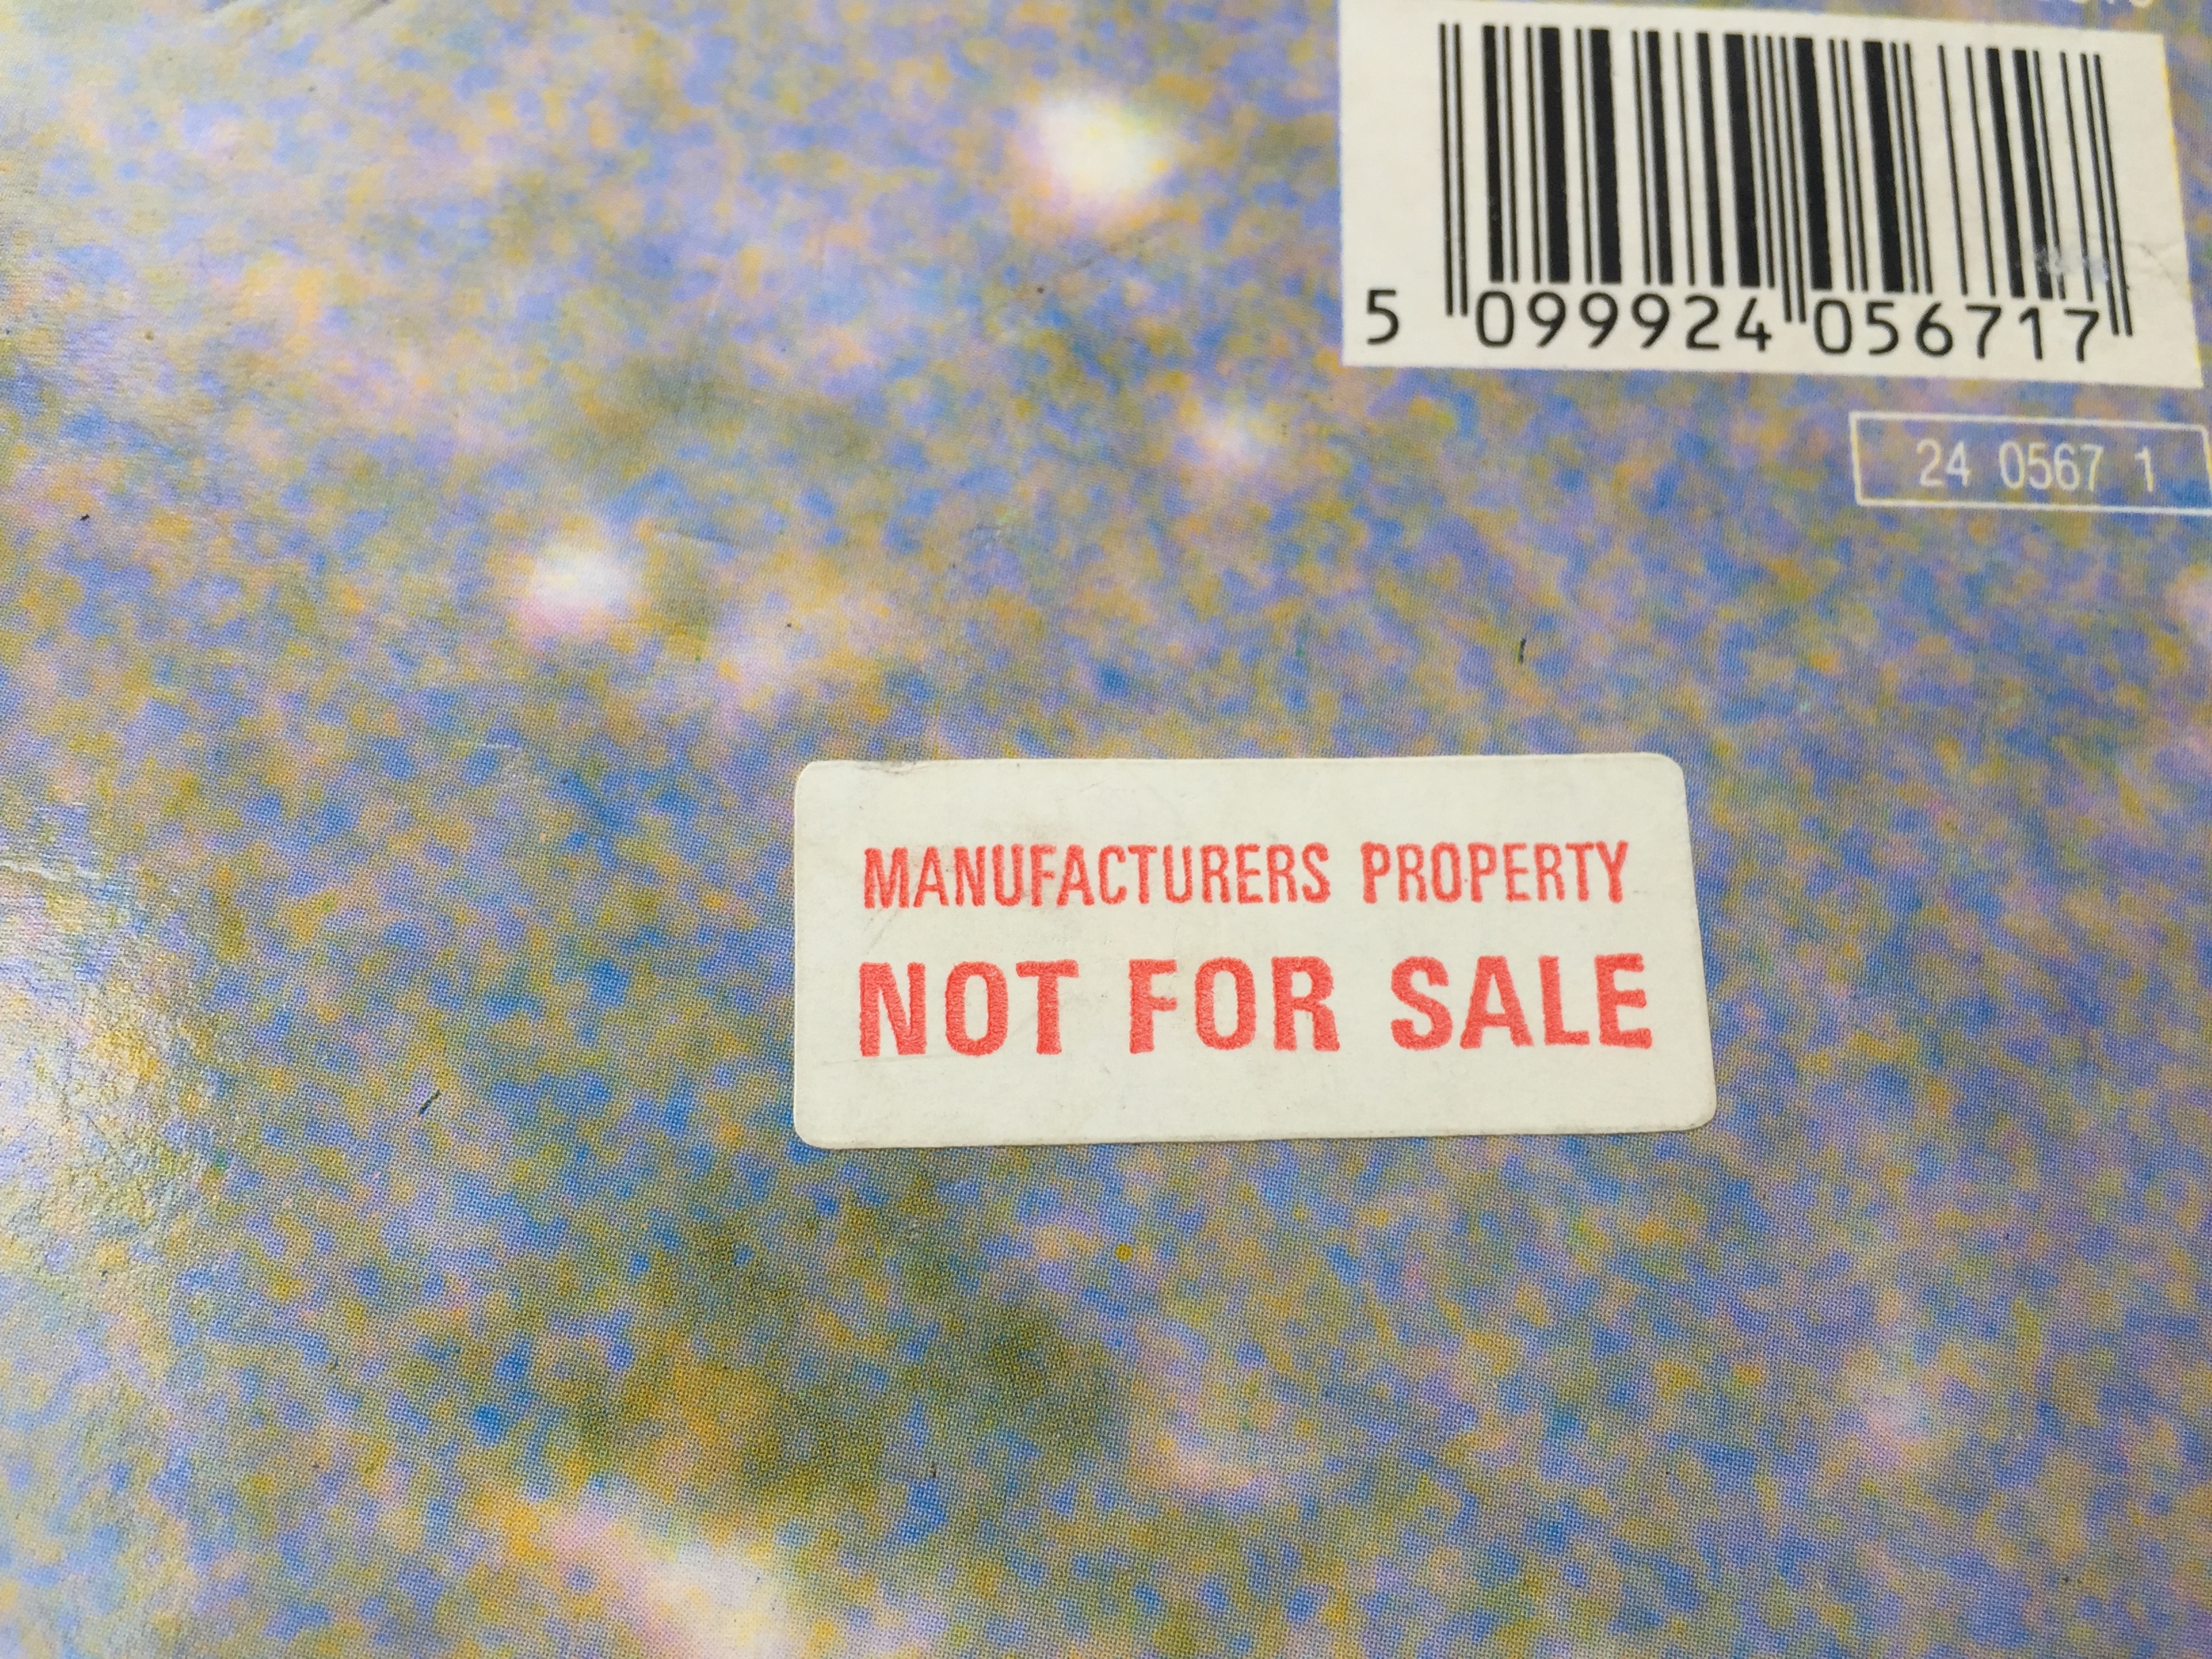 5 099924 056717
24 0567 1
MANUFACTURERS PROPERTY
NOT FOR SALE